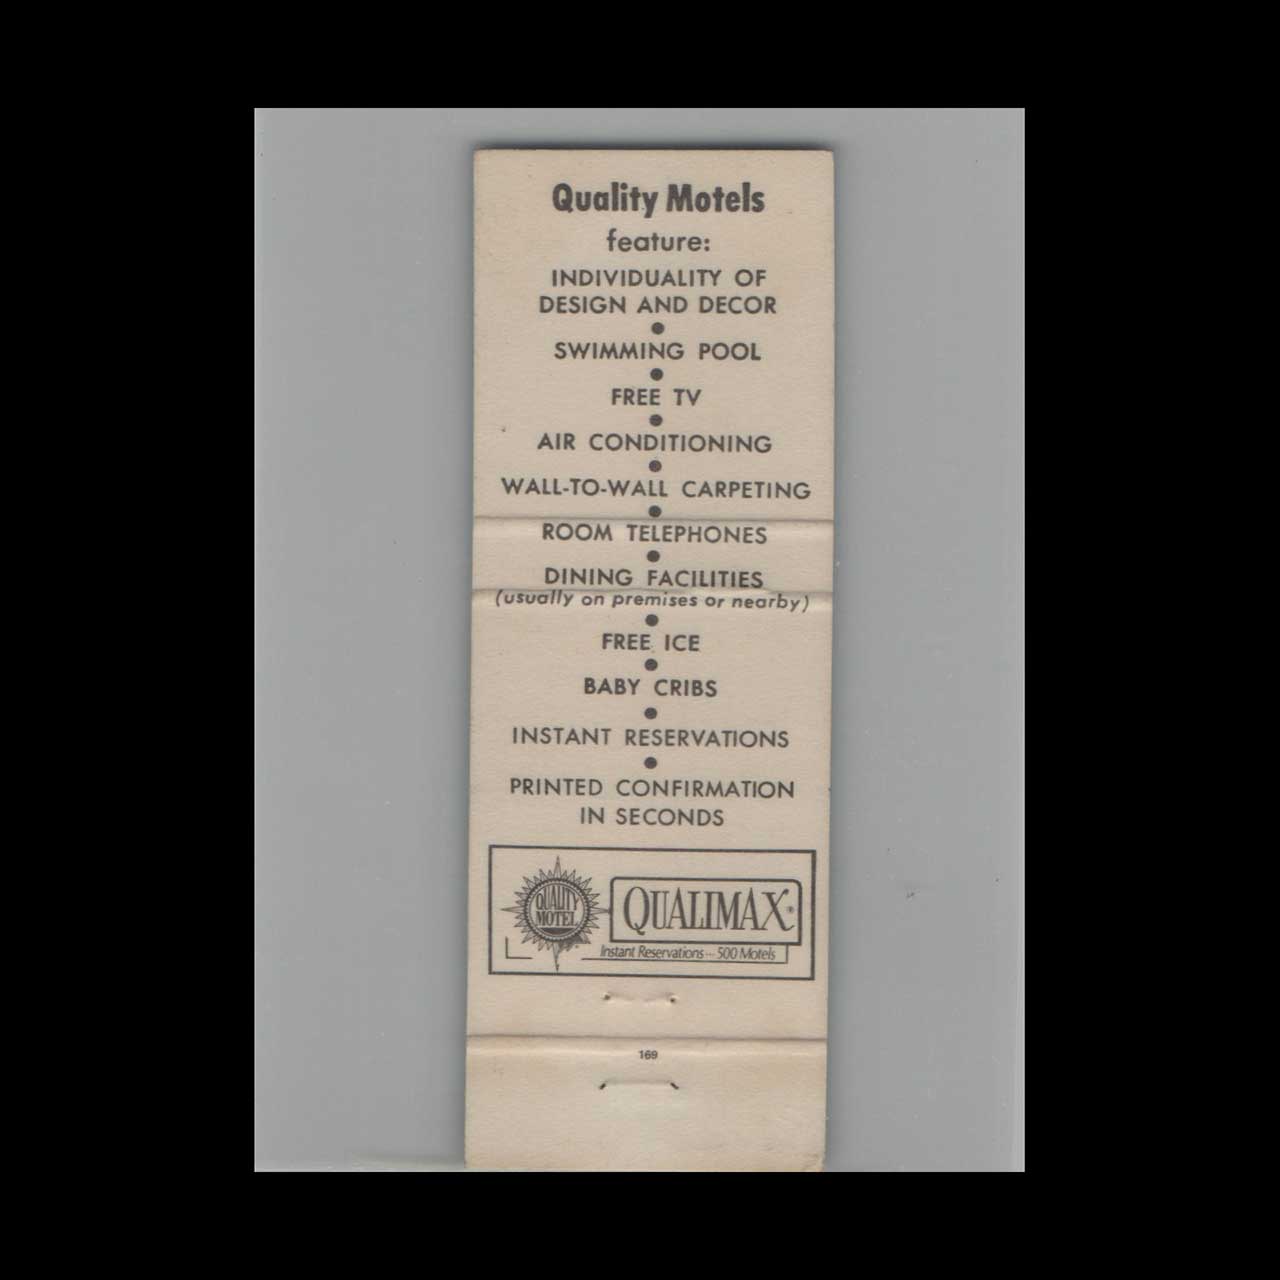 Quality Motels
feature:
INDIVIDUALITY OF
DESIGN AND DECOR
●
SWIMMING POOL
●
FREE TV
●
AIR CONDITIONING
●
WALL-TO-WALL CARPETING
●
ROOM TELEPHONES
●
DINING FACILITIES
(usually on premises or nearby)
●
FREE ICE
●
BABY CRIBS
●
INSTANT RESERVATIONS
●
PRINTED CONFIRMATION
IN SECONDS
QUALITY
MOTEL
QUALIMAX®
Instant Reservations — 500 Motels
169